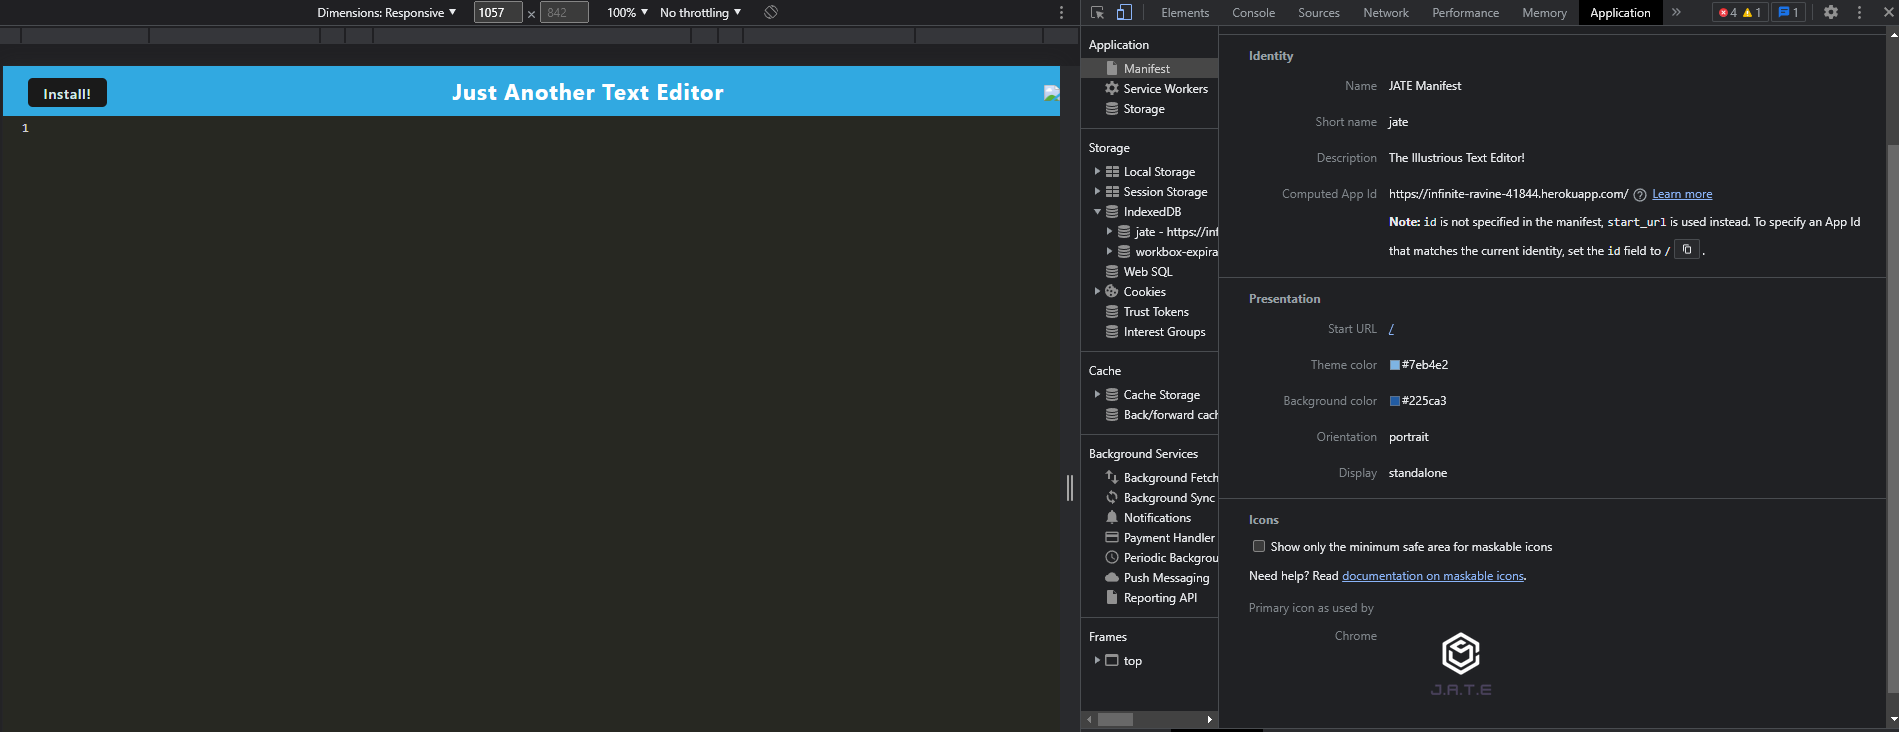 Dimensions: Responsive 1057 × 842 100% No throttling
Install! Just Another Text Editor
1
Elements Console Sources Network Performance Memory Application » 4 1 1
Application
Manifest
Service Workers
Storage
Storage
Local Storage
Session Storage
IndexedDB
jate - https://inf
workbox-expira
Web SQL
Cookies
Trust Tokens
Interest Groups
Cache
Cache Storage
Back/forward cach
Background Services
Background Fetch
Background Sync
Notifications
Payment Handler
Periodic Backgrou
Push Messaging
Reporting API
Frames
top
Identity
Name JATE Manifest
Short name jate
Description The Illustrious Text Editor!
Computed App Id https://infinite-ravine-41844.herokuapp.com/ ? Learn more
Note: id is not specified in the manifest, start_url is used instead. To specify an App Id
that matches the current identity, set the id field to / .
Presentation
Start URL /
Theme color #7eb4e2
Background color #225ca3
Orientation portrait
Display standalone
Icons
Show only the minimum safe area for maskable icons
Need help? Read documentation on maskable icons.
Primary icon as used by
Chrome
J.A.T.E